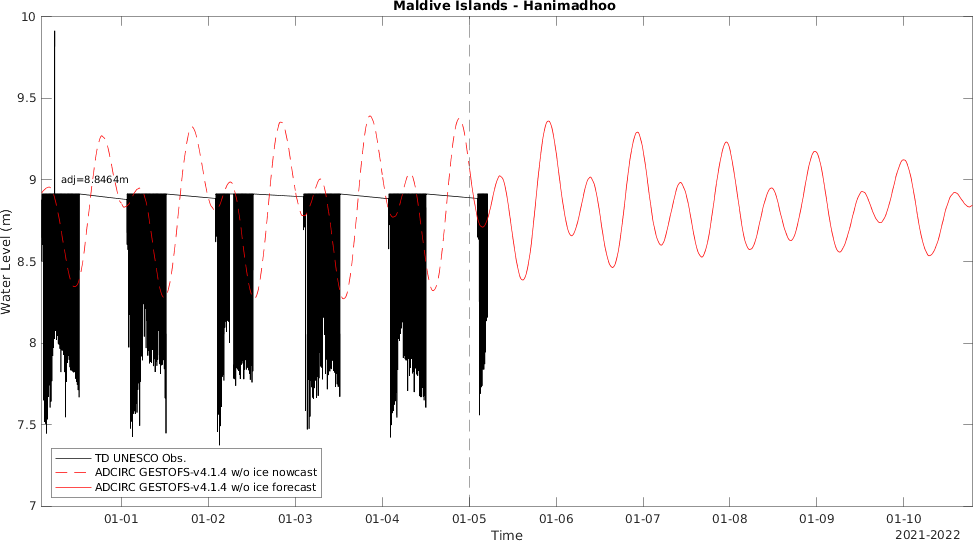 Maldive Islands - Hanimadhoo
10
9.5
9
8.5
8
7.5
7
Water Level (m)
adj=8.8464m
TD UNESCO Obs.
ADCIRC GESTOFS-v4.1.4 w/o ice nowcast
ADCIRC GESTOFS-v4.1.4 w/o ice forecast
01-01 01-02 01-03 01-04 01-05 01-06 01-07 01-08 01-09 01-10
Time
2021-2022